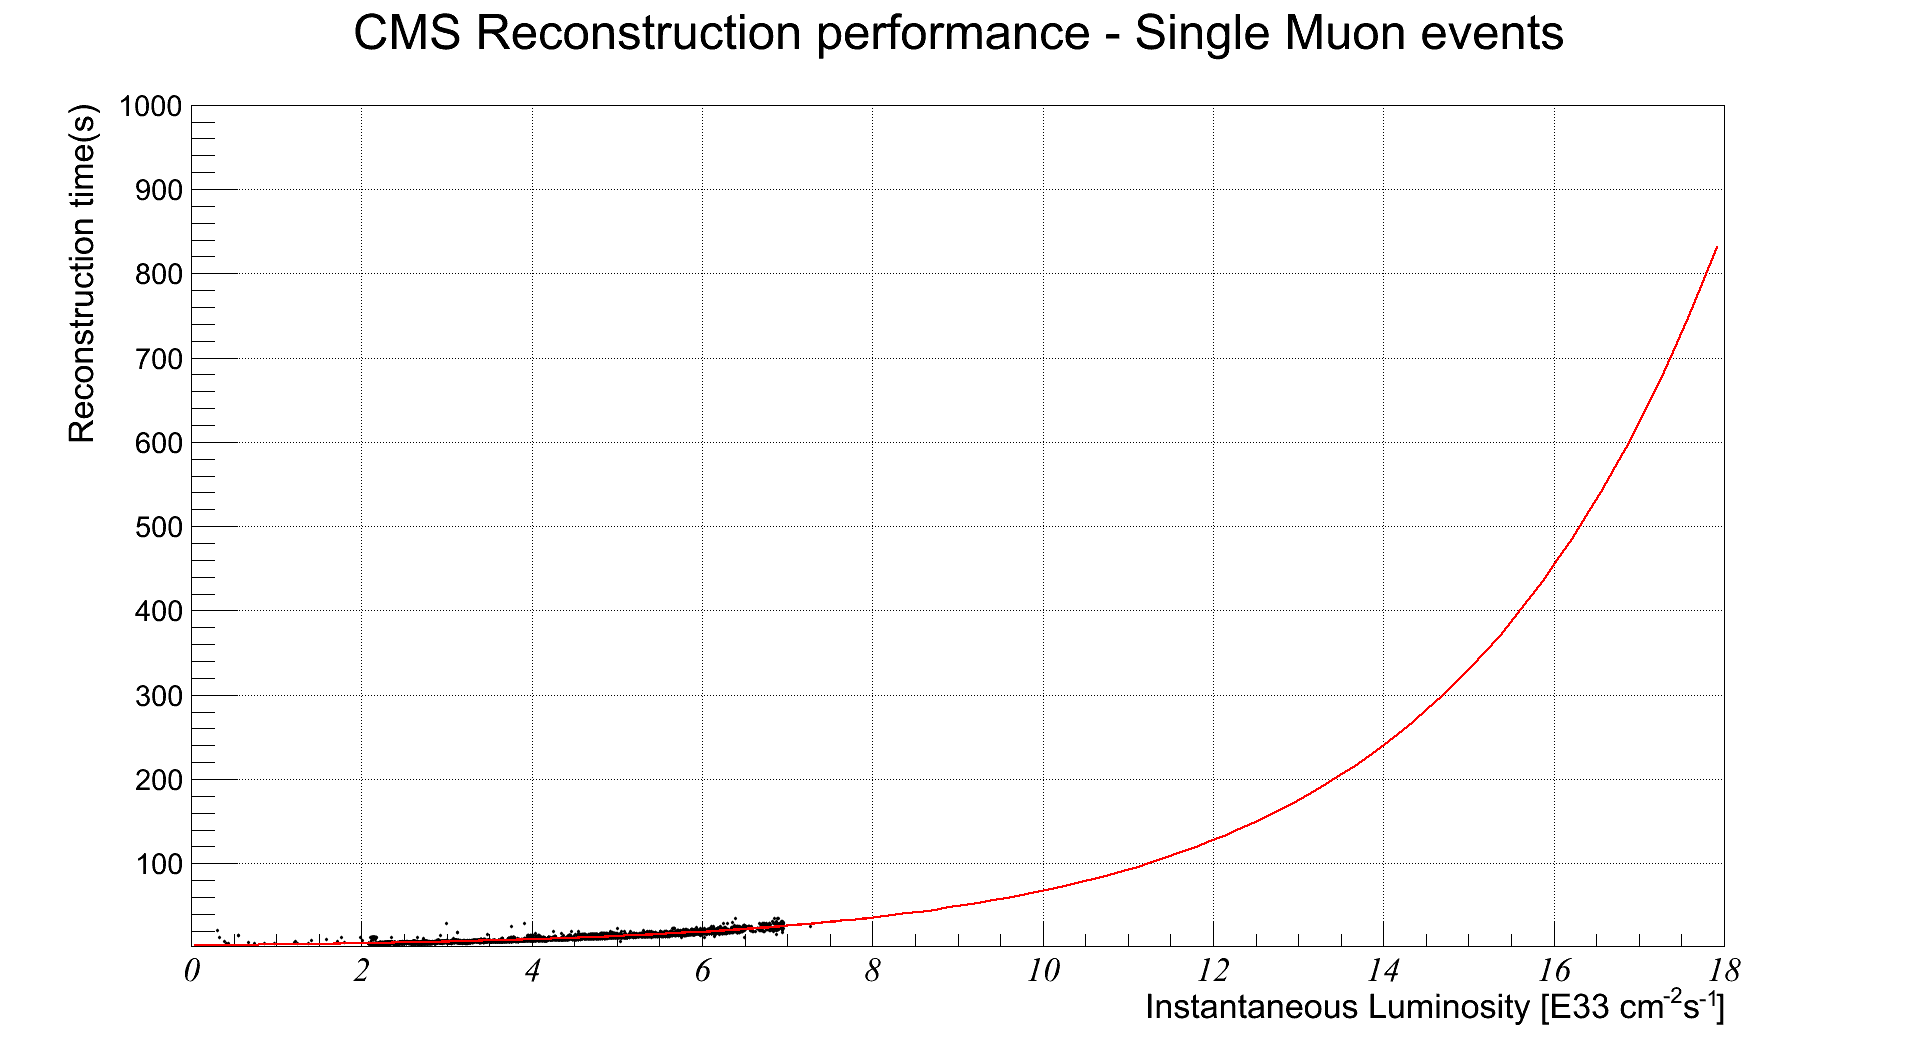 CMS Reconstruction performance - Single Muon events
Reconstruction time(s)
1000
900
800
700
600
500
400
300
200
100
0 2 4 6 8 10 12 14 16 18
Instantaneous Luminosity [E33 cm⁻²s⁻¹]